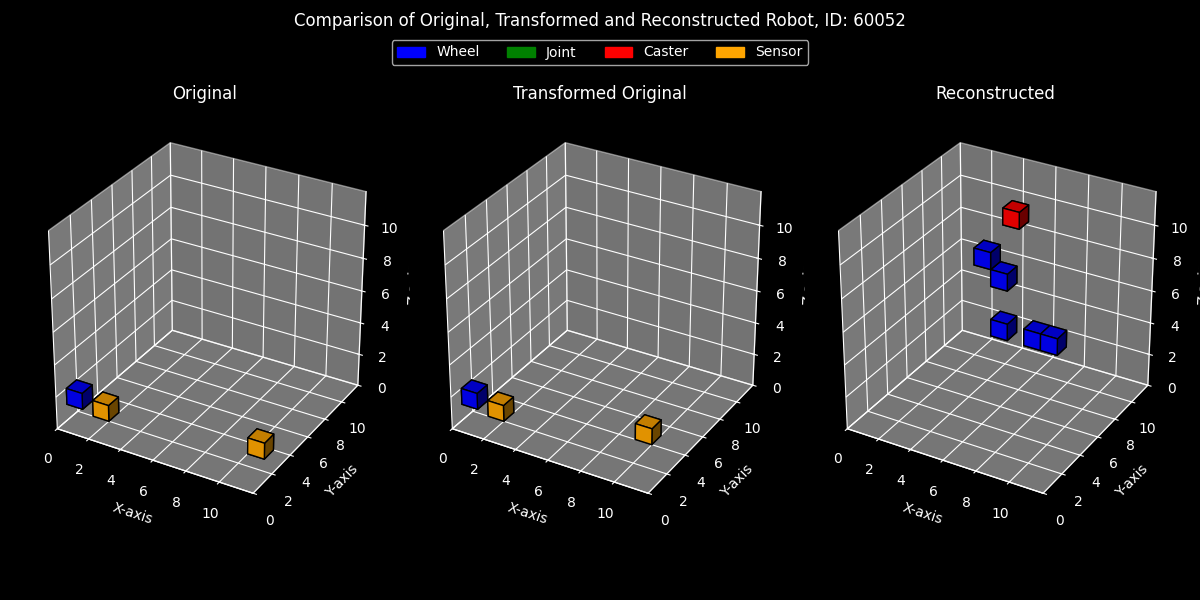 Comparison of Original, Transformed and Reconstructed Robot, ID: 60052
Wheel Joint Caster Sensor
Original Transformed Original Reconstructed
10 10 10
8 8 8
6 6 6
4 4 4
2 2 2
0 0 0
0 2 4 6 8 10 0 2 4 6 8 10 0 2 4 6 8 10
X-axis X-axis X-axis
0 2 4 6 8 10 0 2 4 6 8 10 0 2 4 6 8 10
Y-axis Y-axis Y-axis